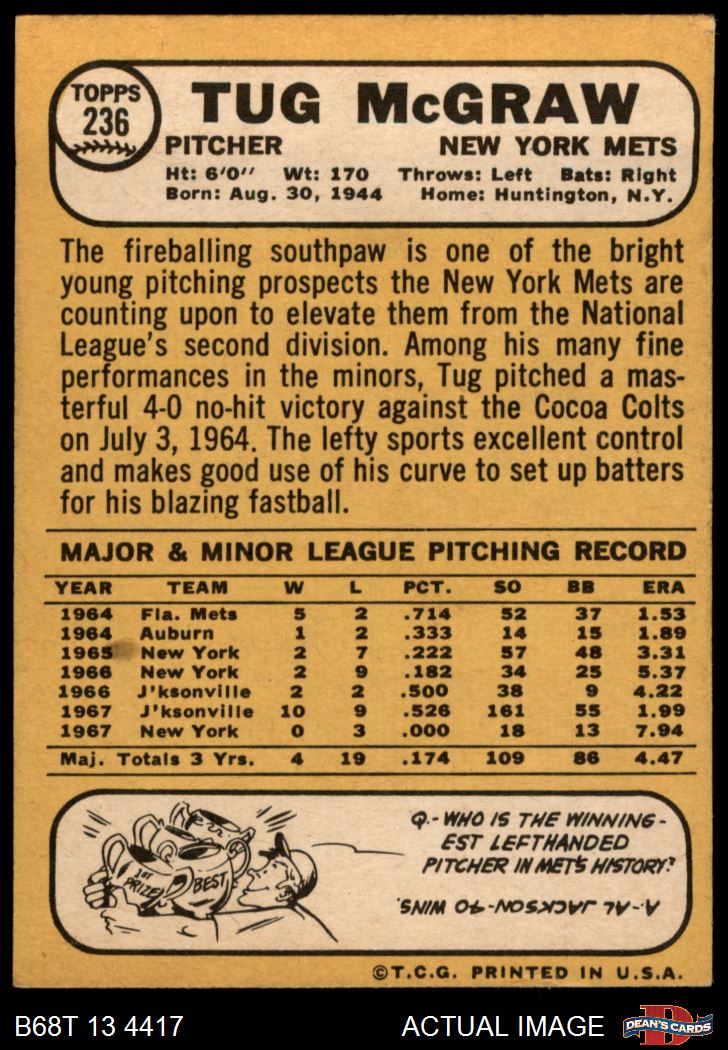 TOPPS
236
TUG McGRAW
PITCHER NEW YORK METS
Ht: 6'0" Wt: 170 Throws: Left Bats: Right
Born: Aug. 30, 1944 Home: Huntington, N.Y.
The fireballing southpaw is one of the bright
young pitching prospects the New York Mets are
counting upon to elevate them from the National
League's second division. Among his many fine
performances in the minors, Tug pitched a mas-
terful 4-0 no-hit victory against the Cocoa Colts
on July 3, 1964. The lefty sports excellent control
and makes good use of his curve to set up batters
for his blazing fastball.
MAJOR & MINOR LEAGUE PITCHING RECORD
YEAR TEAM W L PCT. SO BB ERA
1964 Fla. Mets 5 2 .714 52 37 1.53
1964 Auburn 1 2 .333 14 15 1.89
1965 New York 2 7 .222 57 48 3.31
1966 New York 2 9 .182 34 25 5.37
1966 J'ksonville 2 2 .500 38 9 4.22
1967 J'ksonville 10 9 .526 161 55 1.99
1967 New York 0 3 .000 18 13 7.94
Maj. Totals 3 Yrs. 4 19 .174 109 86 4.47
1ST
PRIZE
BEST
Q.-WHO IS THE WINNING-
EST LEFTHANDED
PITCHER IN MET'S HISTORY?
A.-AL JACKSON-40 WINS.
©T.C.G. PRINTED IN U.S.A.
B68T 13 4417 ACTUAL IMAGE
D
DEAN'S CARDS